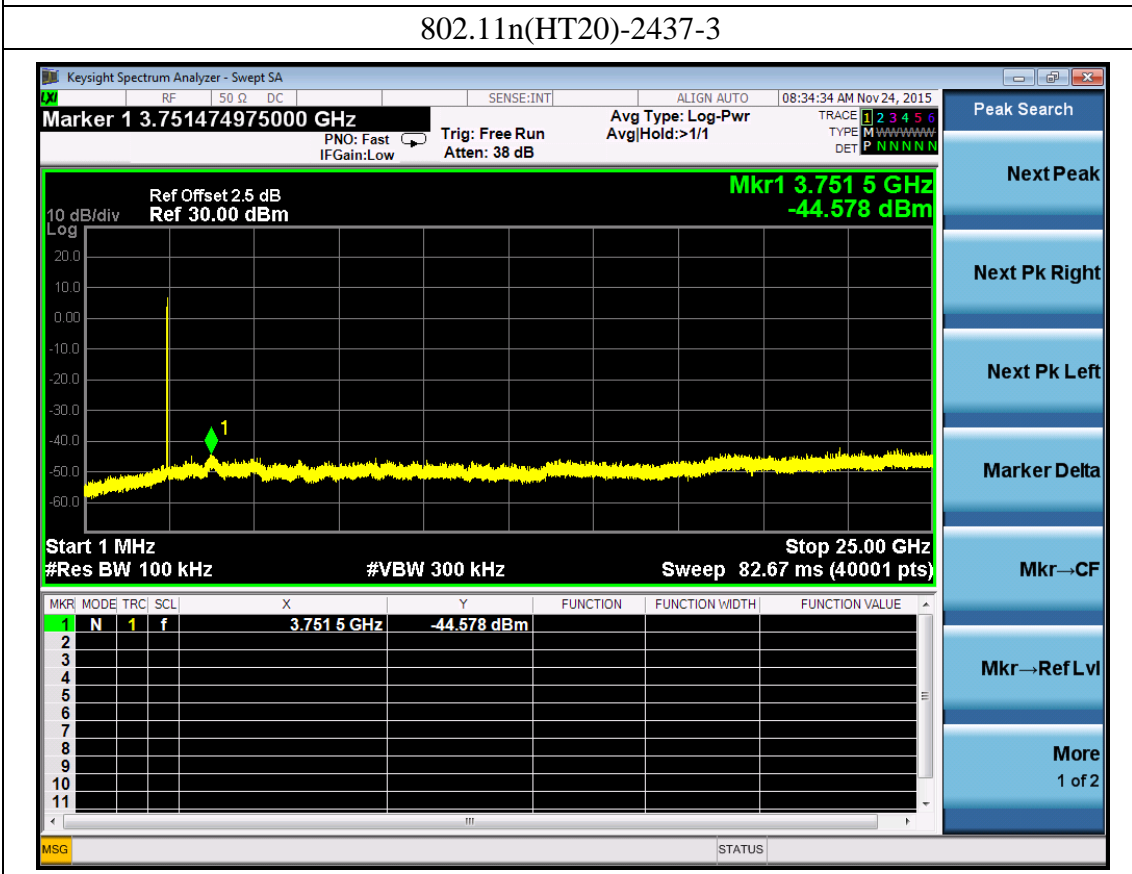 802.11n(HT20)-2437-3
Keysight Spectrum Analyzer - Swept SA
LXI RF 50 Ω DC SENSE:INT ALIGN AUTO 08:34:34 AM Nov 24, 2015
Marker 1 3.751474975000 GHz
PNO: Fast
IFGain:Low
Trig: Free Run
Atten: 38 dB
Avg Type: Log-Pwr
Avg|Hold:>1/1
TRACE 1 2 3 4 5 6
TYPE M WWWWW
DET P N N N N N
Mkr1 3.751 5 GHz
-44.578 dBm
Ref Offset 2.5 dB
10 dB/div Ref 30.00 dBm
Log
20.0
10.0
0.00
-10.0
-20.0
-30.0
-40.0
-50.0
-60.0
1
Start 1 MHz Stop 25.00 GHz
#Res BW 100 kHz #VBW 300 kHz Sweep 82.67 ms (40001 pts)
MKR MODE TRC SCL X Y FUNCTION FUNCTION WIDTH FUNCTION VALUE
1 N 1 f 3.751 5 GHz -44.578 dBm
2
3
4
5
6
7
8
9
10
11
MSG STATUS
Peak Search
Next Peak
Next Pk Right
Next Pk Left
Marker Delta
Mkr→CF
Mkr→Ref Lvl
More
1 of 2